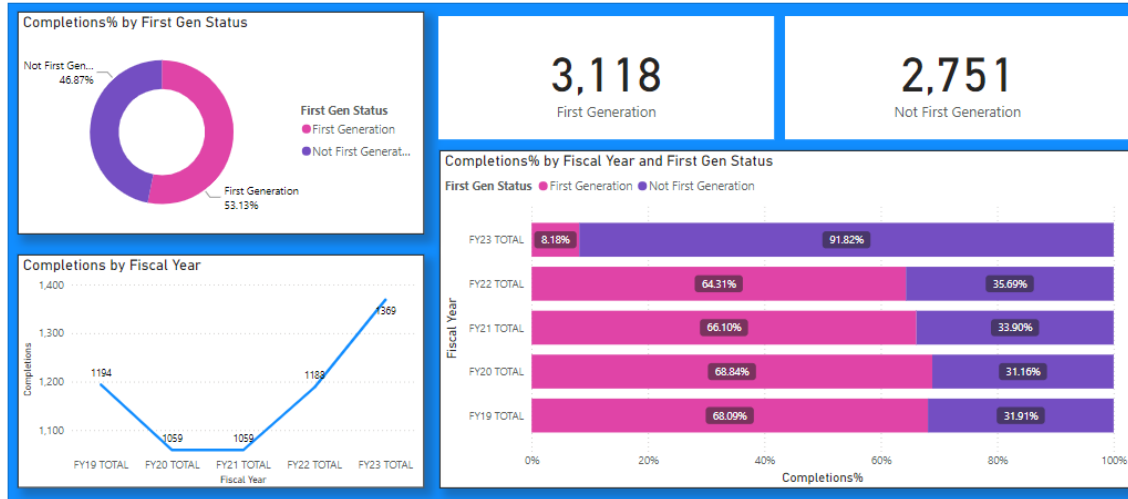 Completions% by First Gen Status
Not First Gen...
46.87%
First Gen Status
First Generation
Not First Generat...
First Generation
53.13%
3,118
First Generation
2,751
Not First Generation
Completions by Fiscal Year
1,400
1,300
1,200
1,100
Completions
1194
1059
1059
1188
1369
FY19 TOTAL FY20 TOTAL FY21 TOTAL FY22 TOTAL FY23 TOTAL
Fiscal Year
Completions% by Fiscal Year and First Gen Status
First Gen Status First Generation Not First Generation
Fiscal Year
FY23 TOTAL 8.18% 91.82%
FY22 TOTAL 64.31% 35.69%
FY21 TOTAL 66.10% 33.90%
FY20 TOTAL 68.84% 31.16%
FY19 TOTAL 68.09% 31.91%
0% 20% 40% 60% 80% 100%
Completions%